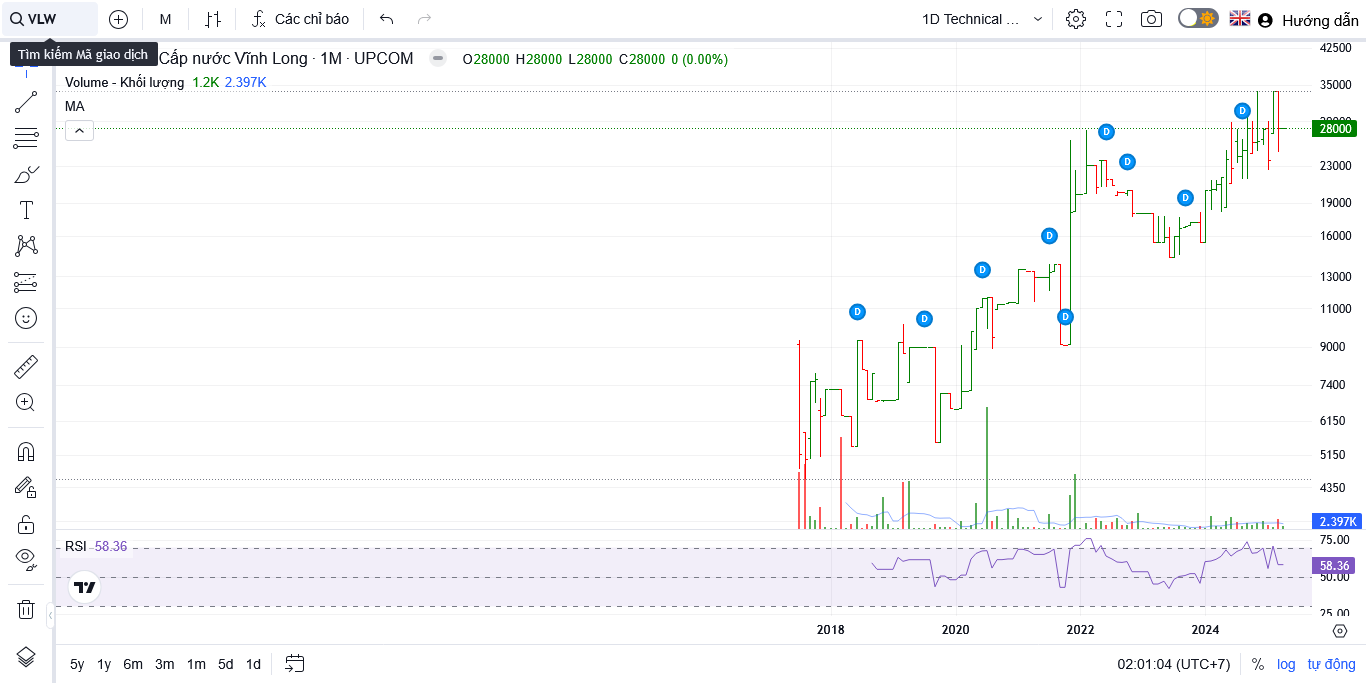 VLW
M
Các chỉ báo
1D Technical ...
Hướng dẫn
Tìm kiếm Mã giao dịch
Cấp nước Vĩnh Long · 1M · UPCOM
O28000 H28000 L28000 C28000 0 (0.00%)
Volume - Khối lượng 1.2K 2.397K
MA
42500
35000
28000
23000
19000
16000
13000
11000
9000
7400
6150
5150
4350
2.397K
D
D
D
D
D
D
D
D
D
RSI 58.36
75.00
58.36
50.00
25.00
2018 2020 2022 2024
5y 1y 6m 3m 1m 5d 1d
02:01:04 (UTC+7) % log tự động